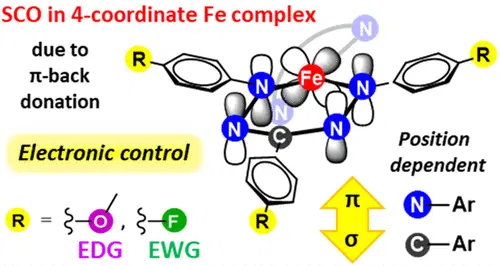 SCO in 4-coordinate Fe complex
due to
π-back
donation
R
R
N
Fe
N
N
N
N
N
C
R
Electronic control
Position
dependent
R = O , F
EDG EWG
π
σ
N Ar
C Ar